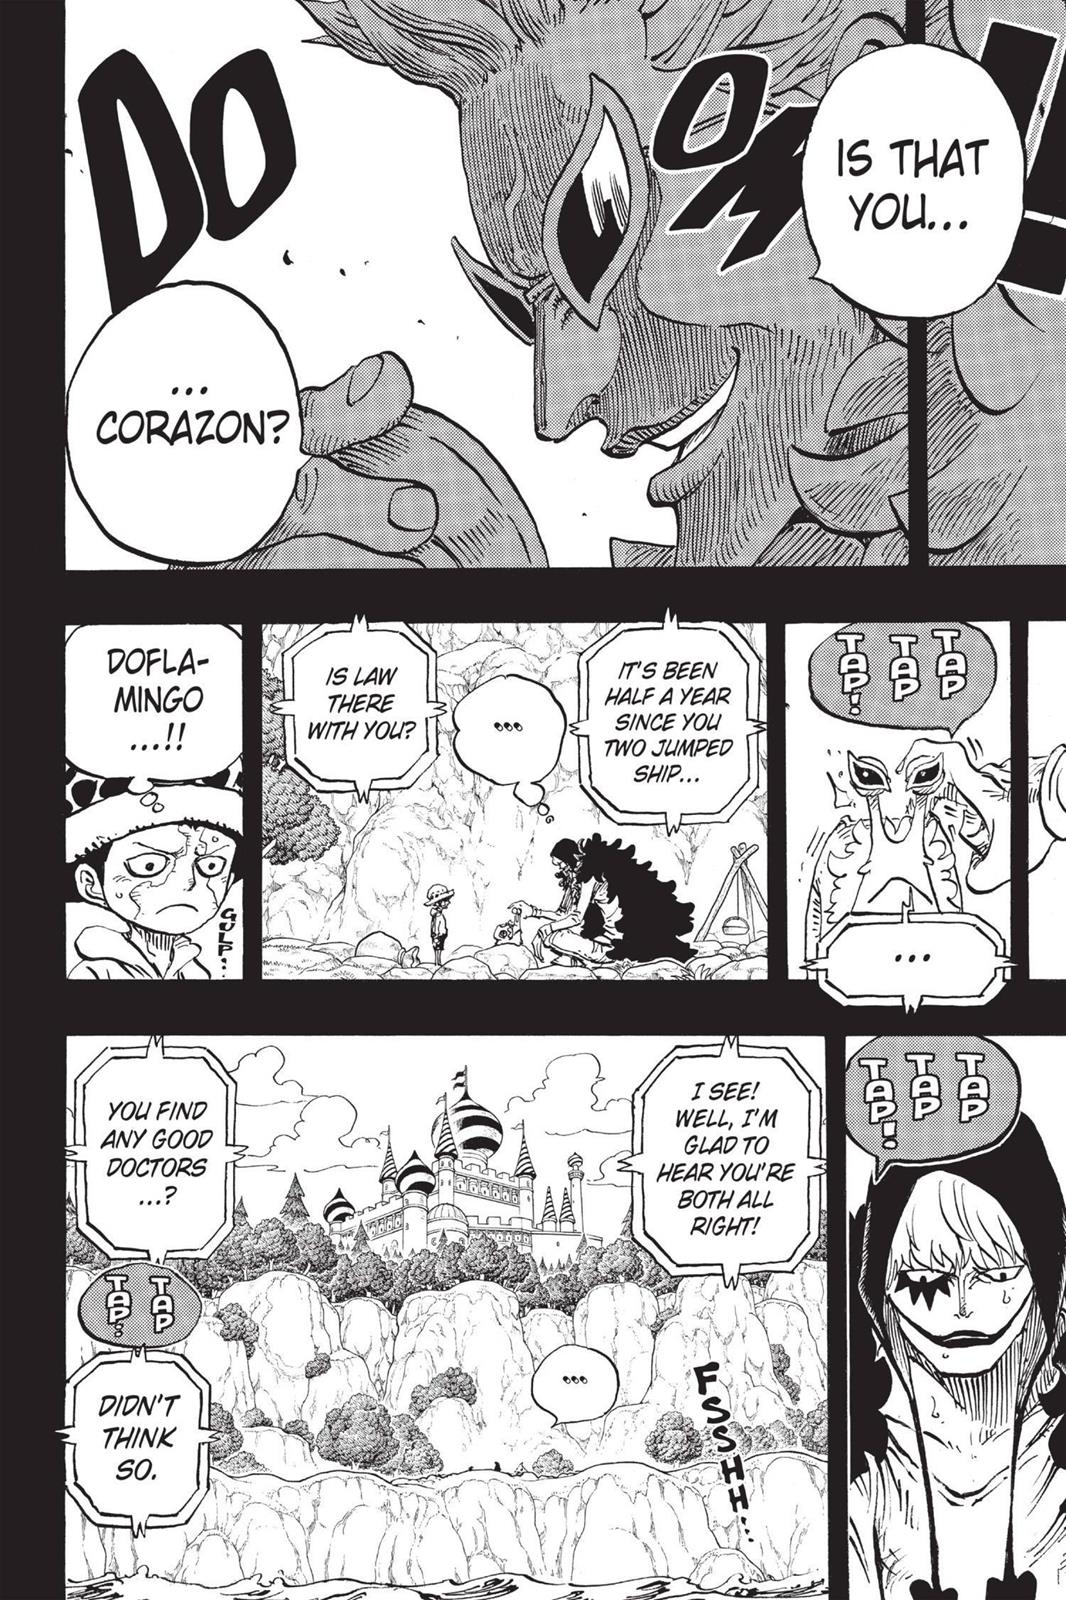 DOOM!!
IS THAT
YOU...
...
CORAZON?
TAP
TAP
TAP!
...
IT'S BEEN
HALF A YEAR
SINCE YOU
TWO JUMPED
SHIP...
...
IS LAW
THERE
WITH YOU?
DOFLA-
MINGO
...!!
GULP...
TAP
TAP
TAP!
I SEE!
WELL, I'M
GLAD TO
HEAR YOU'RE
BOTH ALL
RIGHT!
FSSHH...
...
YOU FIND
ANY GOOD
DOCTORS
...?
TAP
TAP!
DIDN'T
THINK
SO.